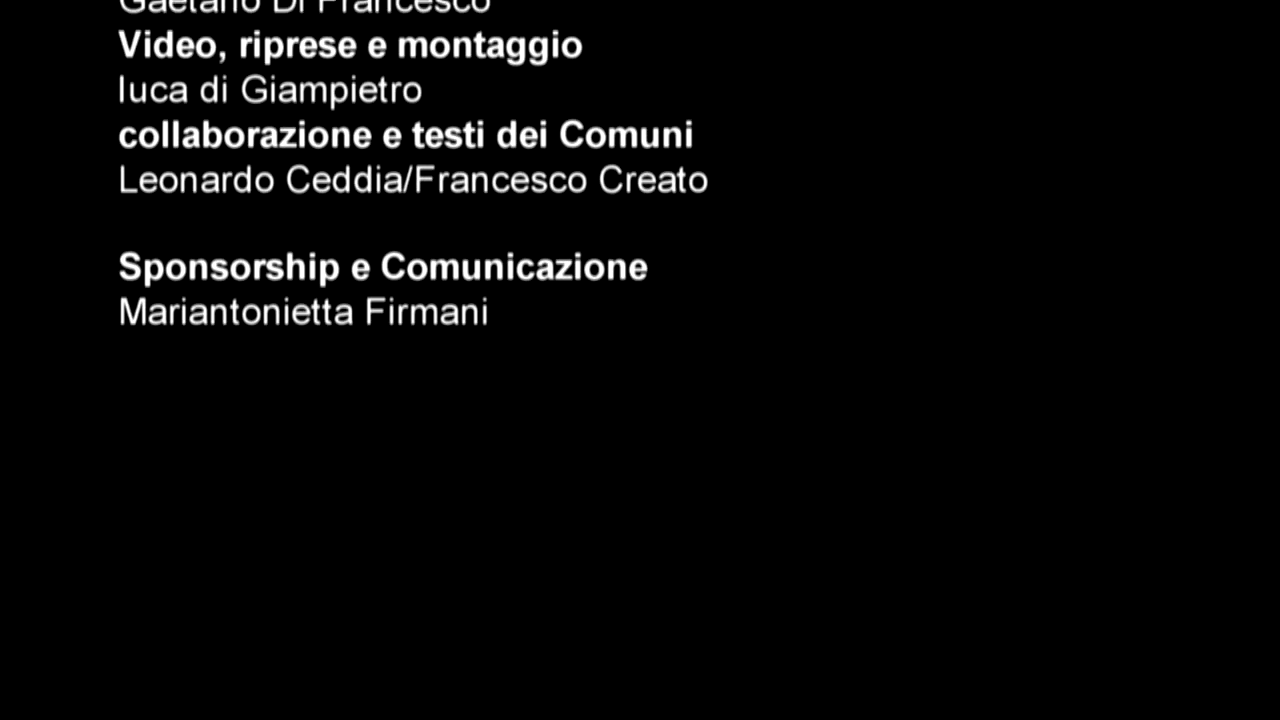 Gaetano Di Francesco
Video, riprese e montaggio
luca di Giampietro
collaborazione e testi dei Comuni
Leonardo Ceddia/Francesco Creato
Sponsorship e Comunicazione
Mariantonietta Firmani